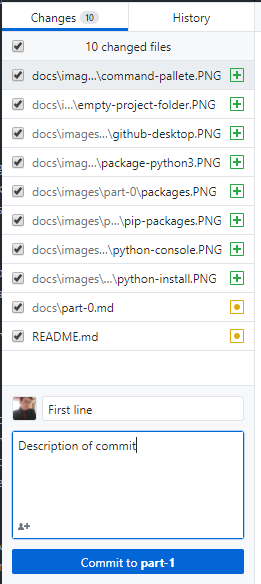 Changes 10 History
10 changed files
docs\imag...\command-pallete.PNG
docs\i...\empty-project-folder.PNG
docs\images...\github-desktop.PNG
docs\imag...\package-python3.PNG
docs\images\part-0\packages.PNG
docs\images\p...\pip-packages.PNG
docs\images...\python-console.PNG
docs\images\...\python-install.PNG
docs\part-0.md
README.md
First line
Description of commit
Commit to part-1